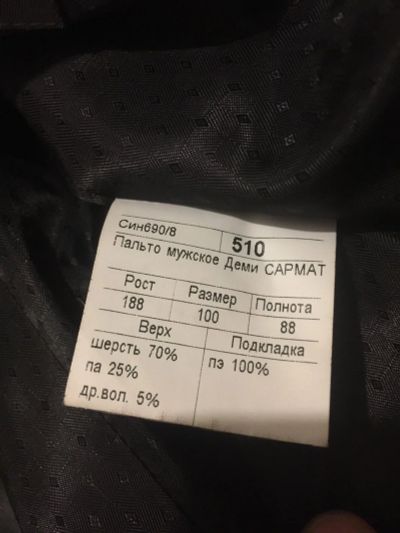 Син690/8 510
Пальто мужское Деми САРМАТ
Рост Размер Полнота
188 100 88
Верх Подкладка
шерсть 70% пэ 100%
па 25%
др.вол. 5%